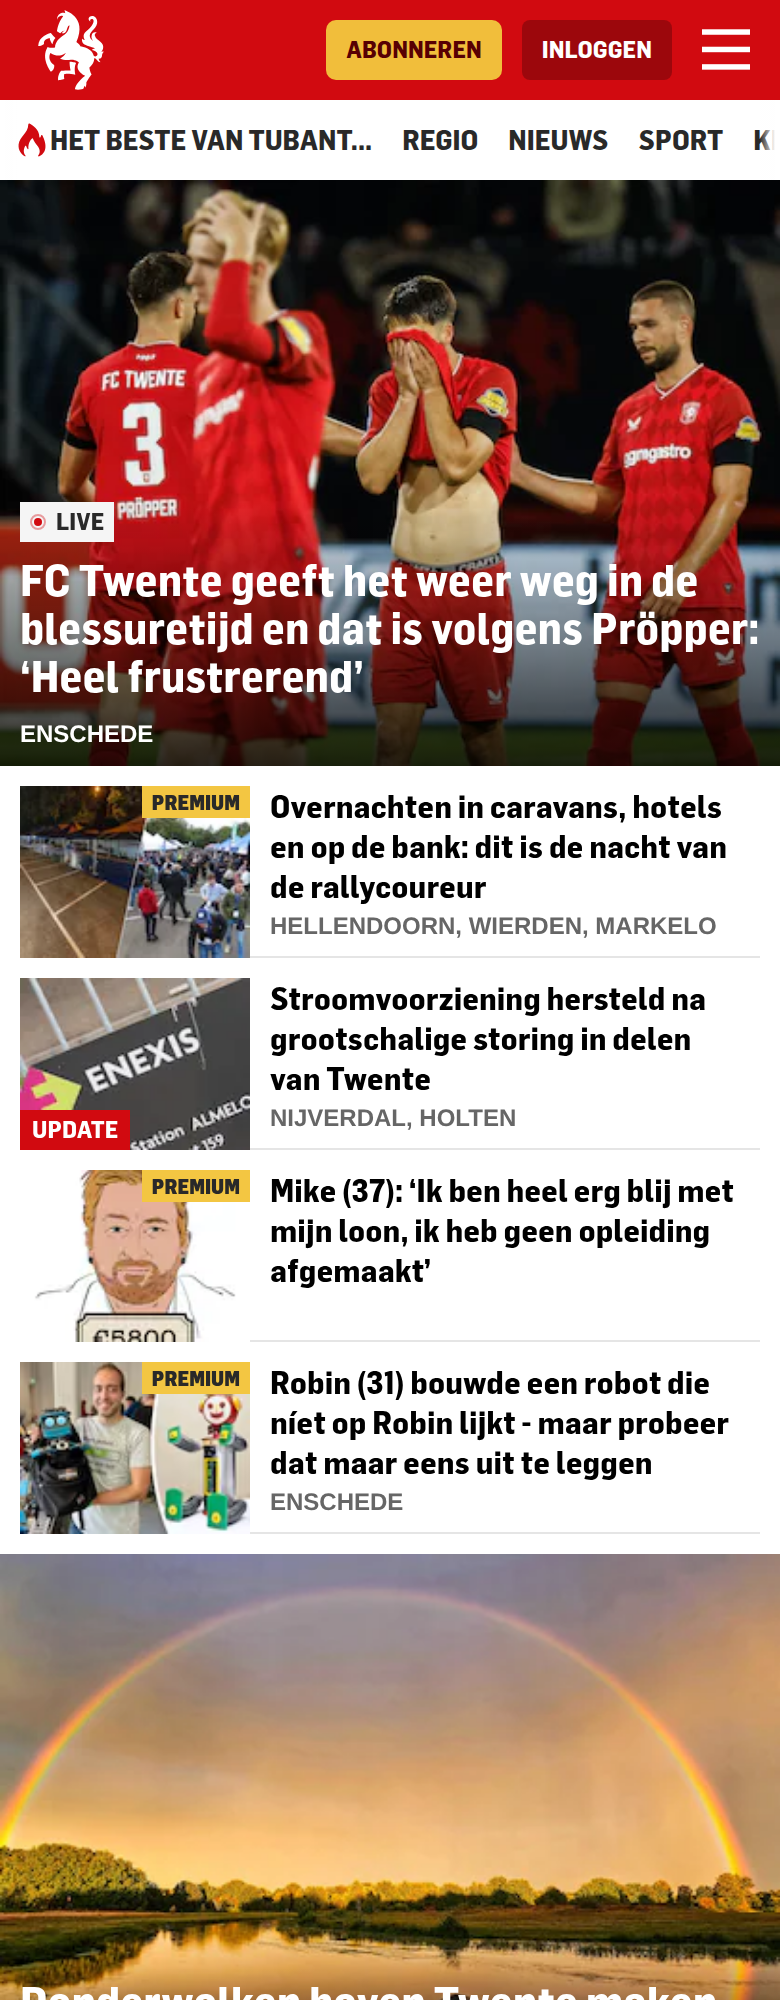 ABONNEREN
INLOGGEN
HET BESTE VAN TUBANT...
REGIO
NIEUWS
SPORT
FC TWENTE
3
PRÖPPER
ggmgastro
LIVE
FC Twente geeft het weer weg in de
blessuretijd en dat is volgens Pröpper:
‘Heel frustrerend’
ENSCHEDE
PREMIUM
Overnachten in caravans, hotels
en op de bank: dit is de nacht van
de rallycoureur
HELLENDOORN, WIERDEN, MARKELO
ENEXIS
Station ALMELO
159
UPDATE
Stroomvoorziening hersteld na
grootschalige storing in delen
van Twente
NIJVERDAL, HOLTEN
PREMIUM
€5800
Mike (37): ‘Ik ben heel erg blij met
mijn loon, ik heb geen opleiding
afgemaakt’
PREMIUM
Robin (31) bouwde een robot die
níet op Robin lijkt - maar probeer
dat maar eens uit te leggen
ENSCHEDE
Donderwolken boven Twente maken